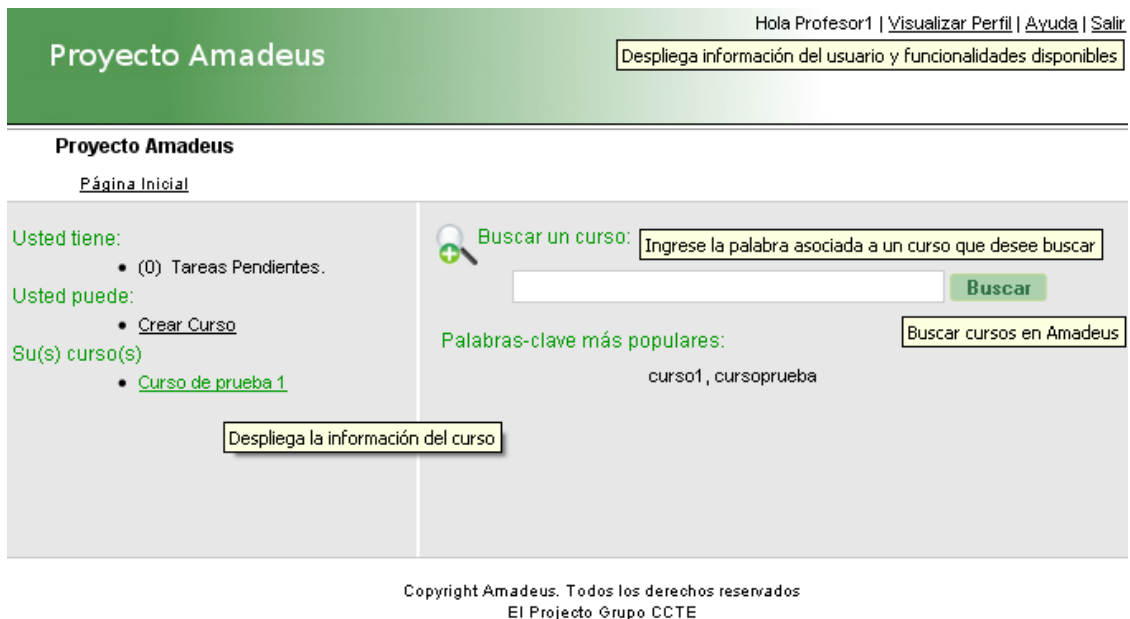 Hola Profesor1 | Visualizar Perfil | Ayuda | Salir
Proyecto Amadeus
Despliega información del usuario y funcionalidades disponibles
Proyecto Amadeus
Página Inicial
Usted tiene:
• (0) Tareas Pendientes.
Usted puede:
• Crear Curso
Su(s) curso(s)
• Curso de prueba 1
Despliega la información del curso
Buscar un curso:
Ingrese la palabra asociada a un curso que desee buscar
Buscar
Buscar cursos en Amadeus
Palabras-clave más populares:
curso1, cursoprueba
Copyright Amadeus. Todos los derechos reservados
El Projecto Grupo CCTE